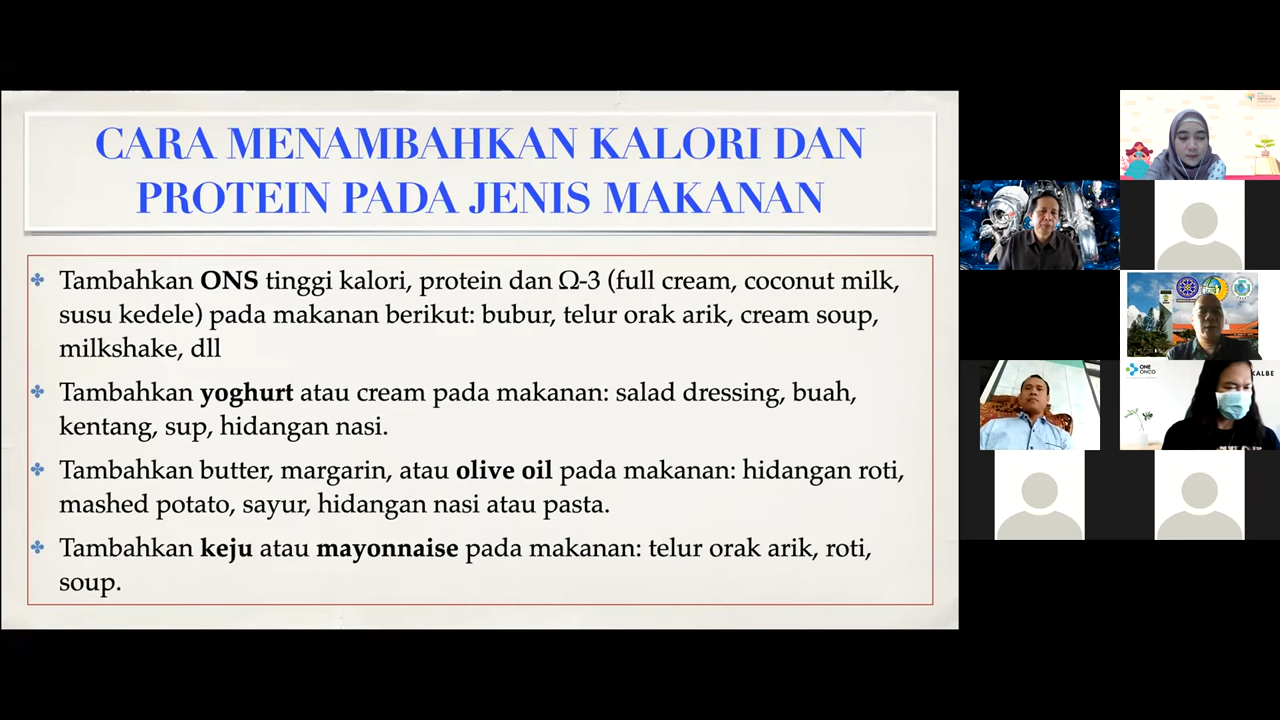 CARA MENAMBAHKAN KALORI DAN
PROTEIN PADA JENIS MAKANAN
Tambahkan ONS tinggi kalori, protein dan Ω-3 (full cream, coconut milk,
susu kedele) pada makanan berikut: bubur, telur orak arik, cream soup,
milkshake, dll
Tambahkan yoghurt atau cream pada makanan: salad dressing, buah,
kentang, sup, hidangan nasi.
Tambahkan butter, margarin, atau olive oil pada makanan: hidangan roti,
mashed potato, sayur, hidangan nasi atau pasta.
Tambahkan keju atau mayonnaise pada makanan: telur orak arik, roti,
soup.
ONE
ONCO
KALBE